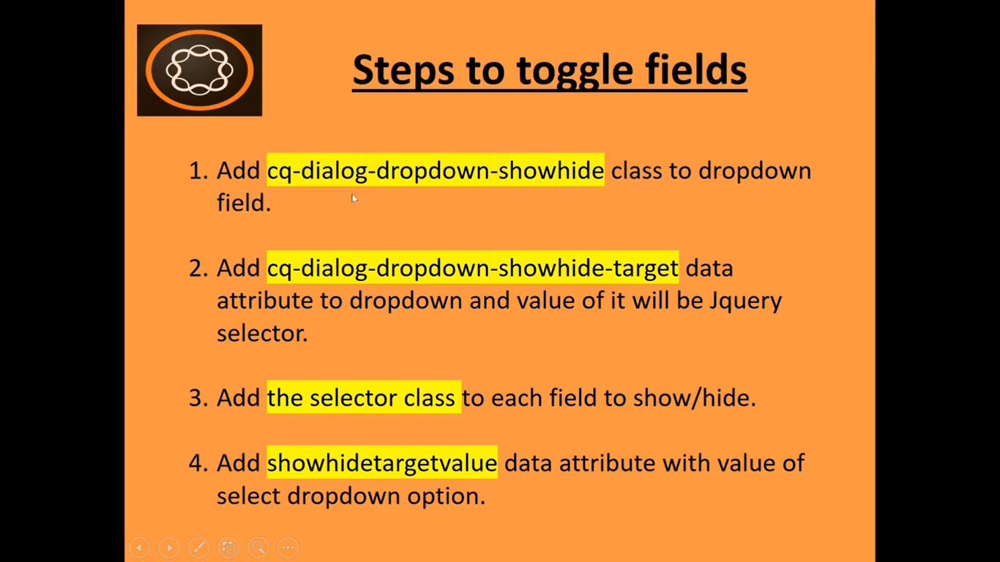 Steps to toggle fields
1. Add cq-dialog-dropdown-showhide class to dropdown
field.
2. Add cq-dialog-dropdown-showhide-target data
attribute to dropdown and value of it will be Jquery
selector.
3. Add the selector class to each field to show/hide.
4. Add showhidetargetvalue data attribute with value of
select dropdown option.